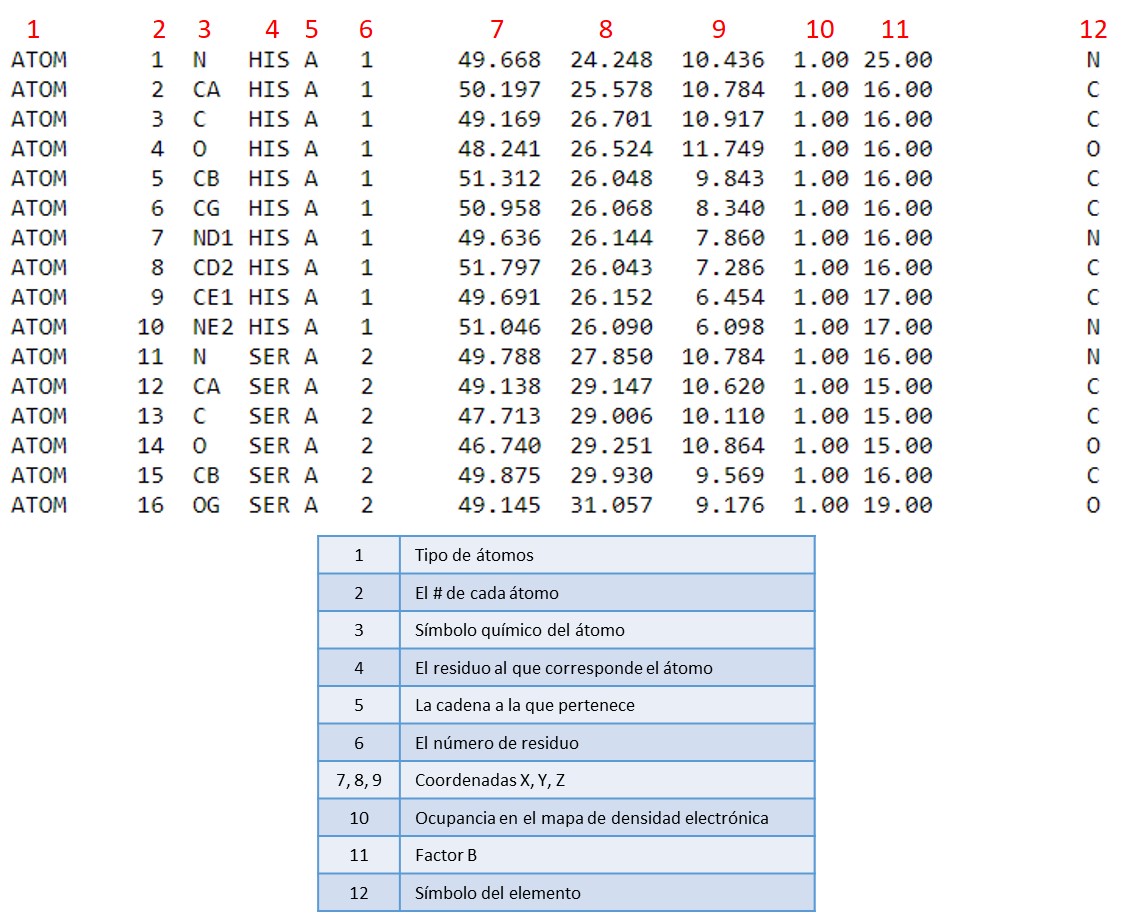 1 2 3 4 5 6 7 8 9 10 11 12
ATOM 1 N HIS A 1 49.668 24.248 10.436 1.00 25.00 N
ATOM 2 CA HIS A 1 50.197 25.578 10.784 1.00 16.00 C
ATOM 3 C HIS A 1 49.169 26.701 10.917 1.00 16.00 C
ATOM 4 O HIS A 1 48.241 26.524 11.749 1.00 16.00 O
ATOM 5 CB HIS A 1 51.312 26.048 9.843 1.00 16.00 C
ATOM 6 CG HIS A 1 50.958 26.068 8.340 1.00 16.00 C
ATOM 7 ND1 HIS A 1 49.636 26.144 7.860 1.00 16.00 N
ATOM 8 CD2 HIS A 1 51.797 26.043 7.286 1.00 16.00 C
ATOM 9 CE1 HIS A 1 49.691 26.152 6.454 1.00 17.00 C
ATOM 10 NE2 HIS A 1 51.046 26.090 6.098 1.00 17.00 N
ATOM 11 N SER A 2 49.788 27.850 10.784 1.00 16.00 N
ATOM 12 CA SER A 2 49.138 29.147 10.620 1.00 15.00 C
ATOM 13 C SER A 2 47.713 29.006 10.110 1.00 15.00 C
ATOM 14 O SER A 2 46.740 29.251 10.864 1.00 15.00 O
ATOM 15 CB SER A 2 49.875 29.930 9.569 1.00 16.00 C
ATOM 16 OG SER A 2 49.145 31.057 9.176 1.00 19.00 O
1 Tipo de átomos
2 El # de cada átomo
3 Símbolo químico del átomo
4 El residuo al que corresponde el átomo
5 La cadena a la que pertenece
6 El número de residuo
7, 8, 9 Coordenadas X, Y, Z
10 Ocupancia en el mapa de densidad electrónica
11 Factor B
12 Símbolo del elemento